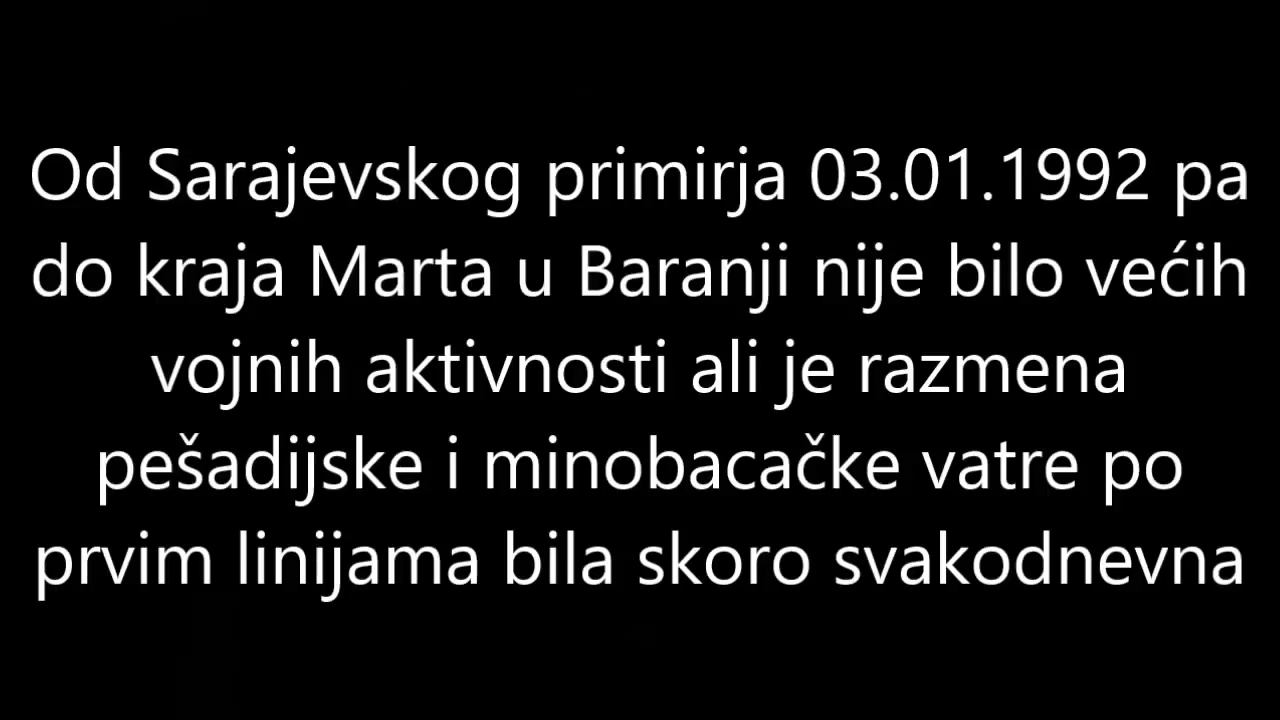 Od Sarajevskog primirja 03.01.1992 pa
do kraja Marta u Baranji nije bilo većih
vojnih aktivnosti ali je razmena
pešadijske i minobacačke vatre po
prvim linijama bila skoro svakodnevna